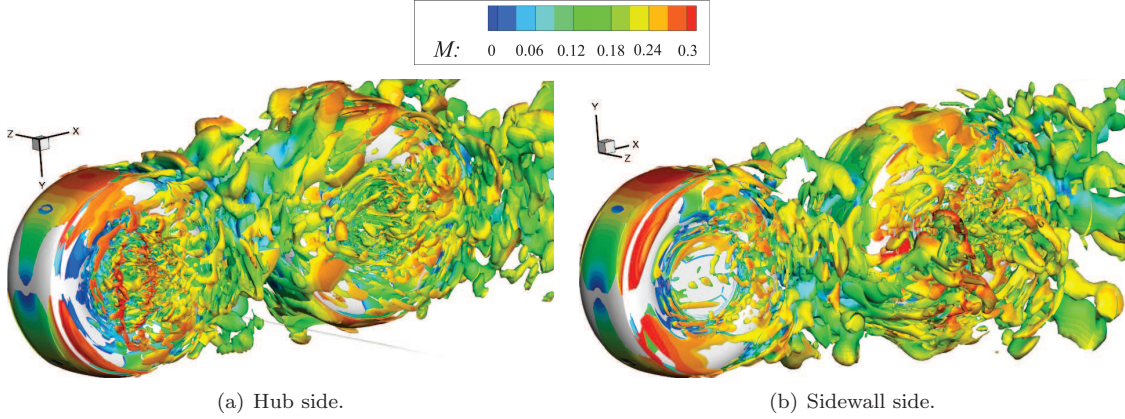 M: 0 0.06 0.12 0.18 0.24 0.3
Z X
Y
Y
X
Z
(a) Hub side.
(b) Sidewall side.